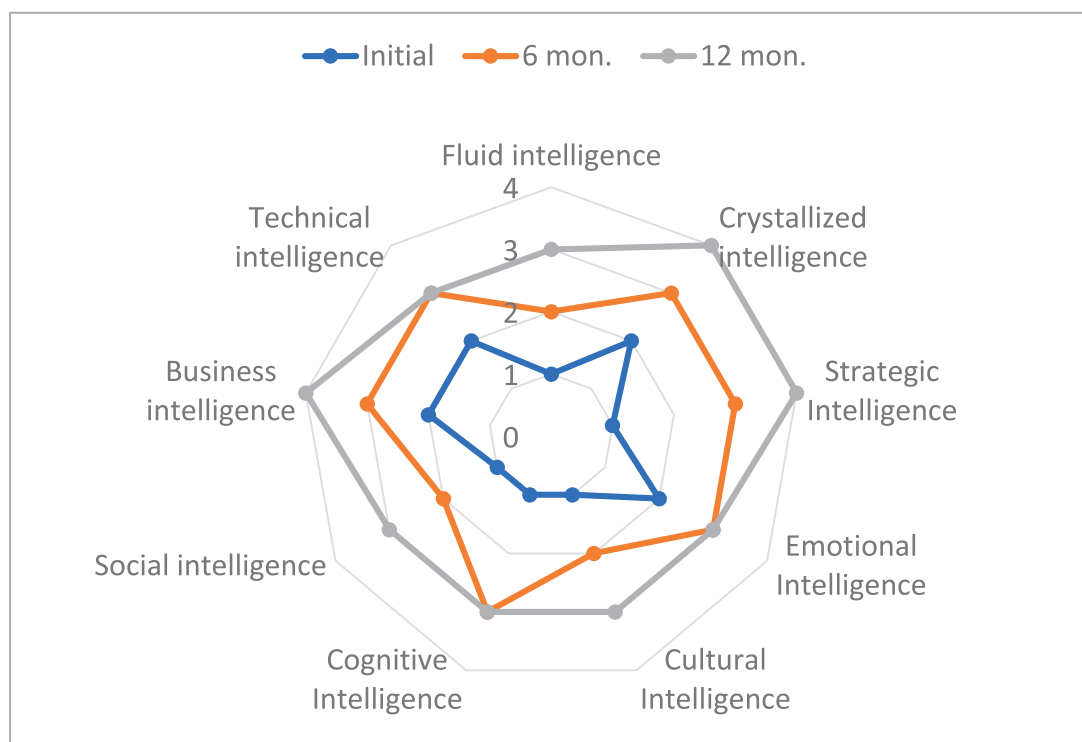 Initial 6 mon. 12 mon.
Fluid intelligence
4
Technical
intelligence
Crystallized
intelligence
3
2
Business
intelligence
1
Strategic
Intelligence
0
Social intelligence
Emotional
Intelligence
Cognitive
Intelligence
Cultural
Intelligence